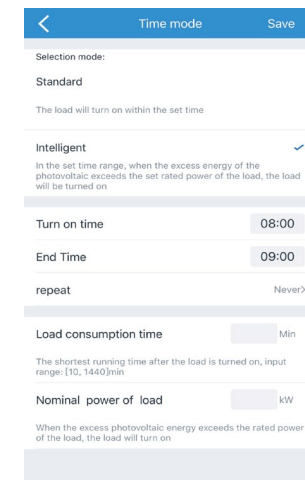 Time mode Save
Selection mode:
Standard
The load will turn on within the set time
Intelligent
In the set time range, when the excess energy of the
photovoltaic exceeds the set rated power of the load, the load
will be turned on
Turn on time 08:00
End Time 09:00
repeat Never
Load consumption time Min
The shortest running time after the load is turned on, input
range: [10, 1440]min
Nominal power of load kW
When the excess photovoltaic energy exceeds the rated power
of the load, the load will turn on